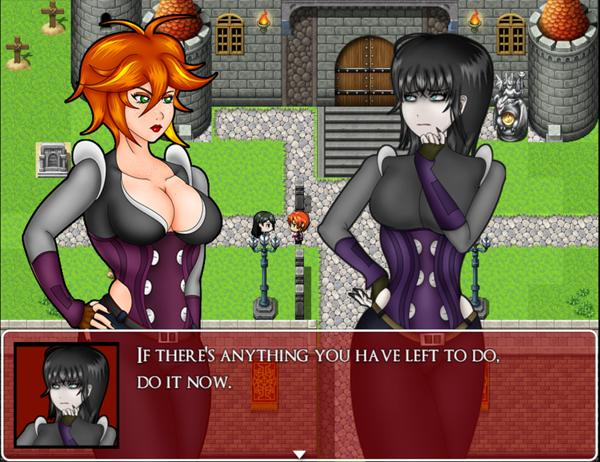 If there's anything you have left to do,
do it now.